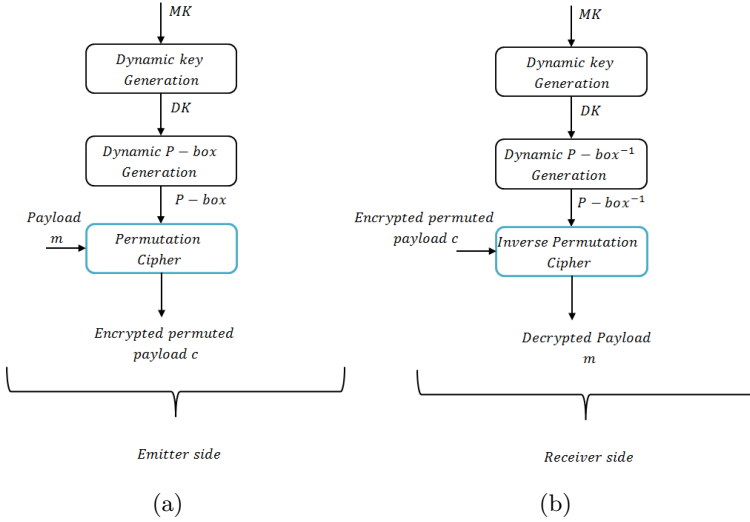 MK
Dynamic key
Generation
DK
Dynamic P − box
Generation
P − box
Payload
m
Permutation
Cipher
Encrypted permuted
payload c
Emitter side
(a)
MK
Dynamic key
Generation
DK
Dynamic P − box⁻¹
Generation
P − box⁻¹
Encrypted permuted
payload c
Inverse Permutation
Cipher
Decrypted Payload
m
Receiver side
(b)